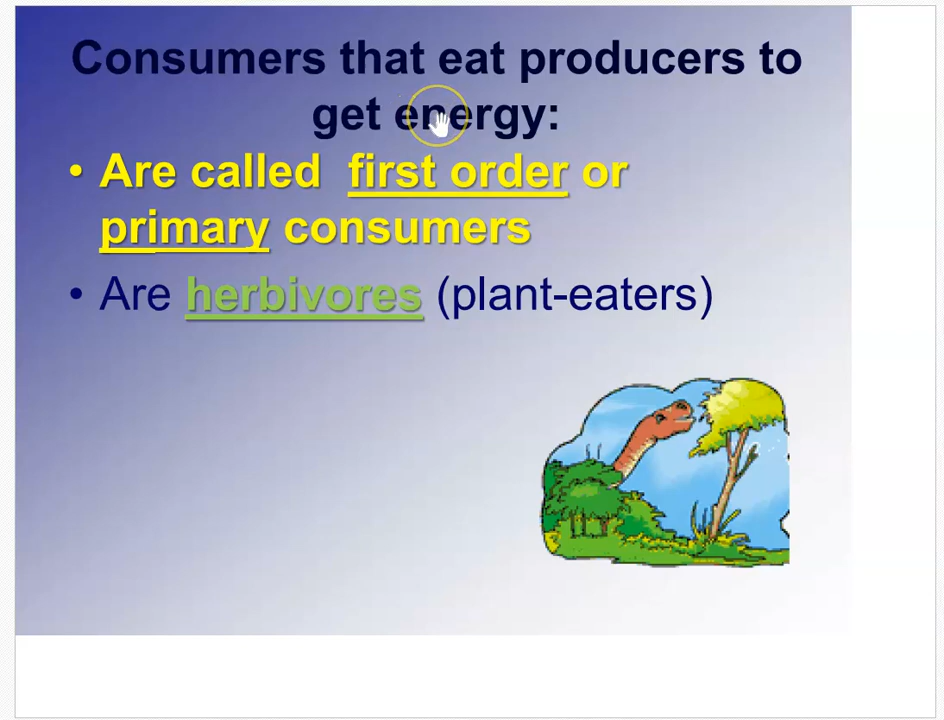 Consumers that eat producers to
get energy:
• Are called first order or
primary consumers
• Are herbivores (plant-eaters)